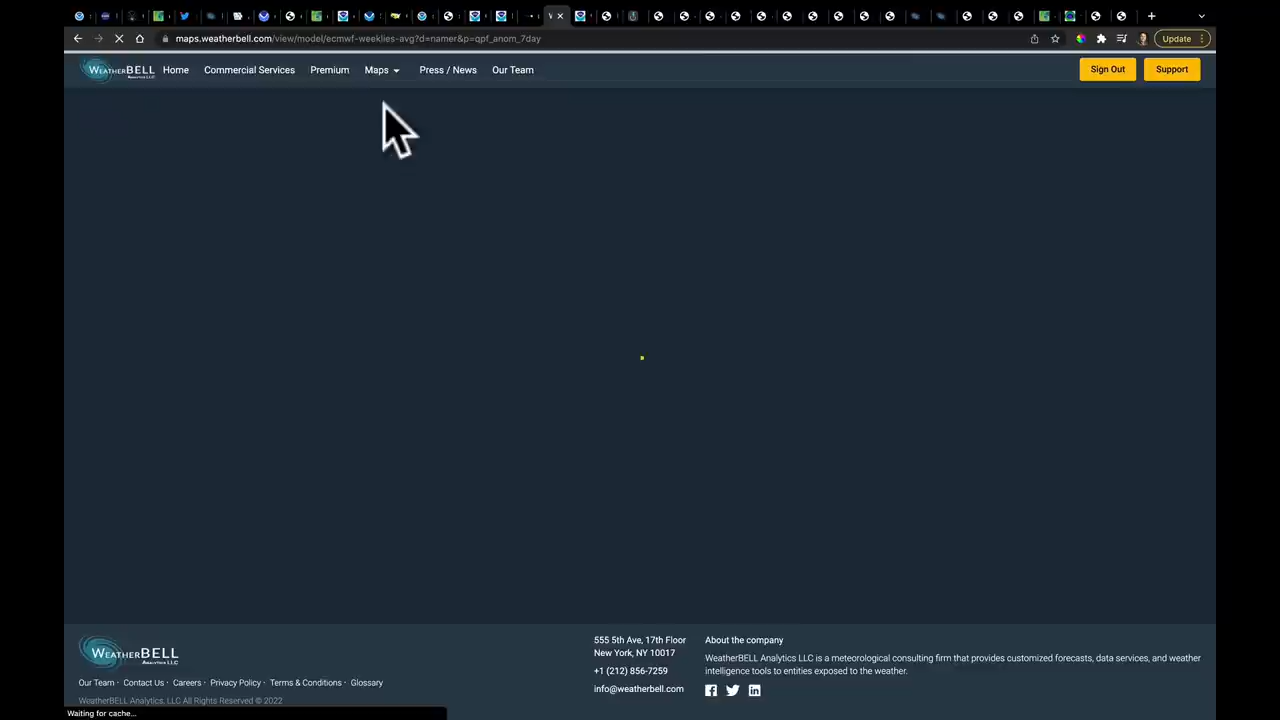 maps.weatherbell.com/view/model/ecmwf-weeklies-avg?d=namer&p=qpf_anom_7day
Update
WEATHERBELL
ANALYTICS LLC
Home
Commercial Services
Premium
Maps
Press / News
Our Team
Sign Out
Support
WEATHERBELL
ANALYTICS LLC
Our Team · Contact Us · Careers · Privacy Policy · Terms & Conditions · Glossary
WeatherBELL Analytics, LLC All Rights Reserved © 2022
555 5th Ave, 17th Floor
New York, NY 10017
+1 (212) 856-7259
info@weatherbell.com
About the company
WeatherBELL Analytics LLC is a meteorological consulting firm that provides customized forecasts, data services, and weather
intelligence tools to entities exposed to the weather.
Waiting for cache...